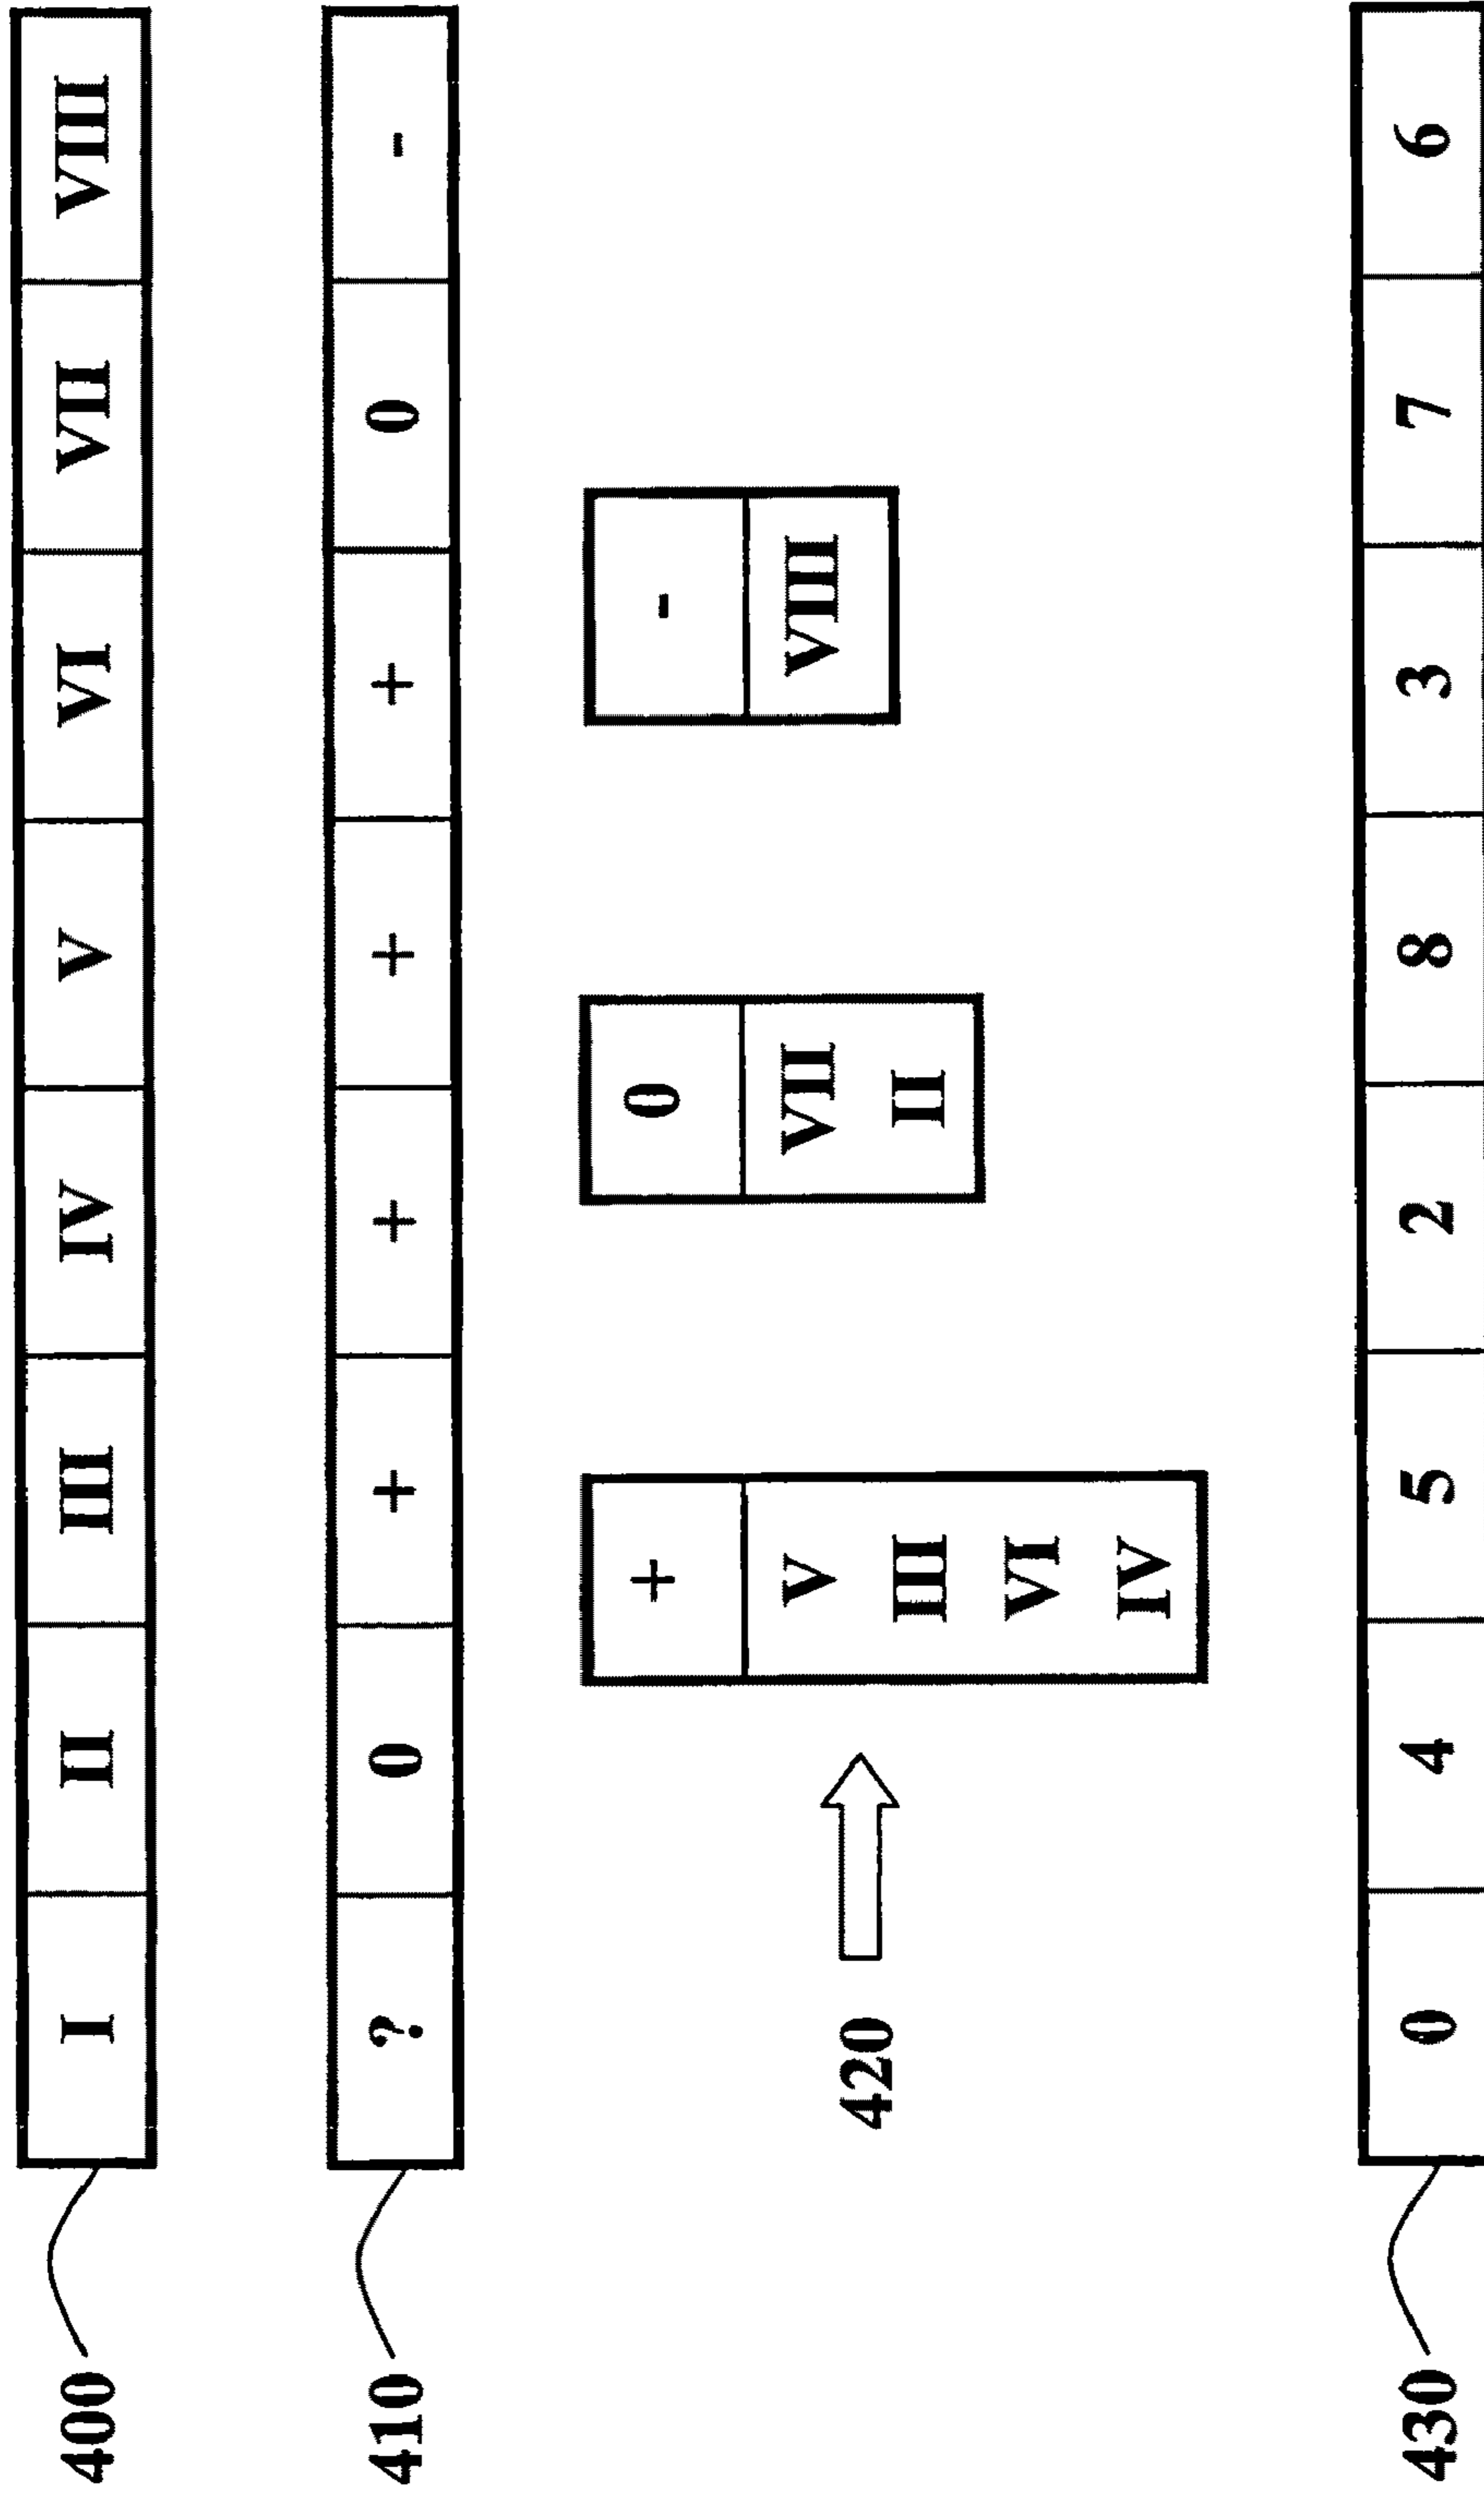 400 I II III IV V VI VII VIII
410 ? 0 + + + + 0 -
+ 0 -
420 V VII VIII
III II
VI
IV
430 0 4 5 2 8 3 7 6